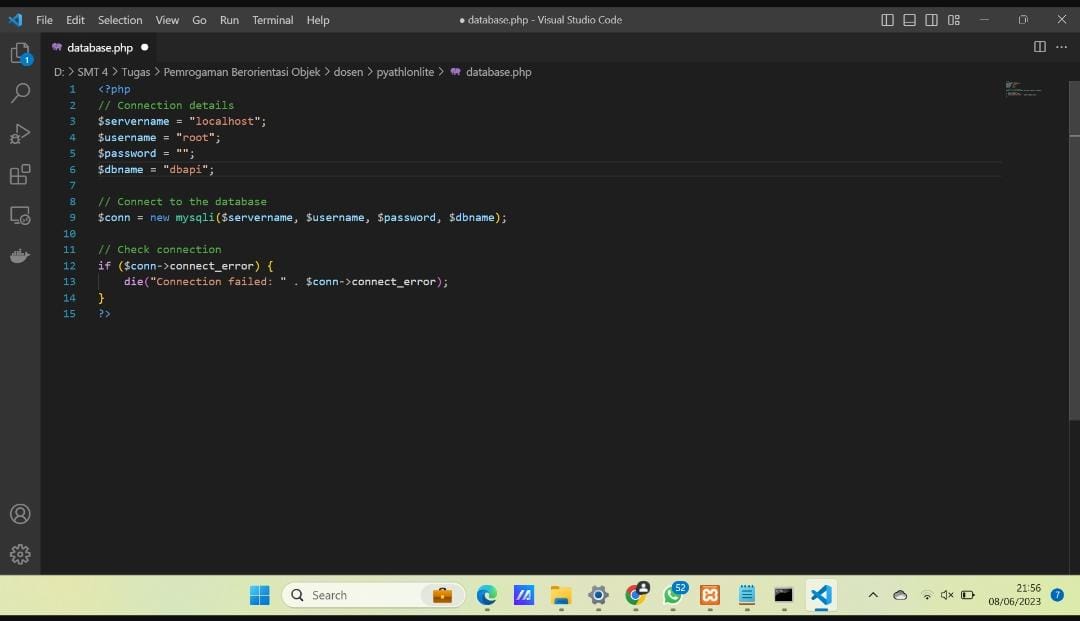 File Edit Selection View Go Run Terminal Help
● database.php - Visual Studio Code
1
database.php ●
D: > SMT 4 > Tugas > Pemrogaman Berorientasi Objek > dosen > pyathlonlite > database.php
1 <?php
2 // Connection details
3 $servername = "localhost";
4 $username = "root";
5 $password = "";
6 $dbname = "dbapi";
7
8 // Connect to the database
9 $conn = new mysqli($servername, $username, $password, $dbname);
10
11 // Check connection
12 if ($conn->connect_error) {
13     die("Connection failed: " . $conn->connect_error);
14 }
15 ?>
Search
52
21:56
08/06/2023
7